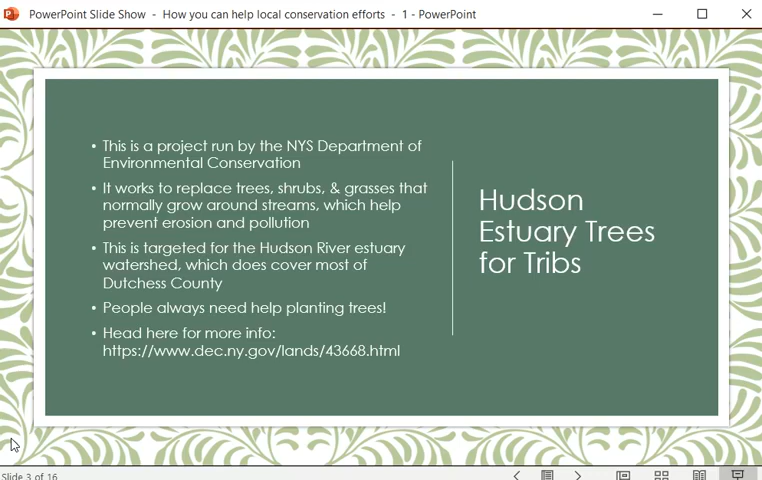 PowerPoint Slide Show - How you can help local conservation efforts - 1 - PowerPoint
• This is a project run by the NYS Department of
Environmental Conservation
• It works to replace trees, shrubs, & grasses that
normally grow around streams, which help
prevent erosion and pollution
• This is targeted for the Hudson River estuary
watershed, which does cover most of
Dutchess County
• People always need help planting trees!
• Head here for more info:
https://www.dec.ny.gov/lands/43668.html
Hudson
Estuary Trees
for Tribs
Slide 3 of 16